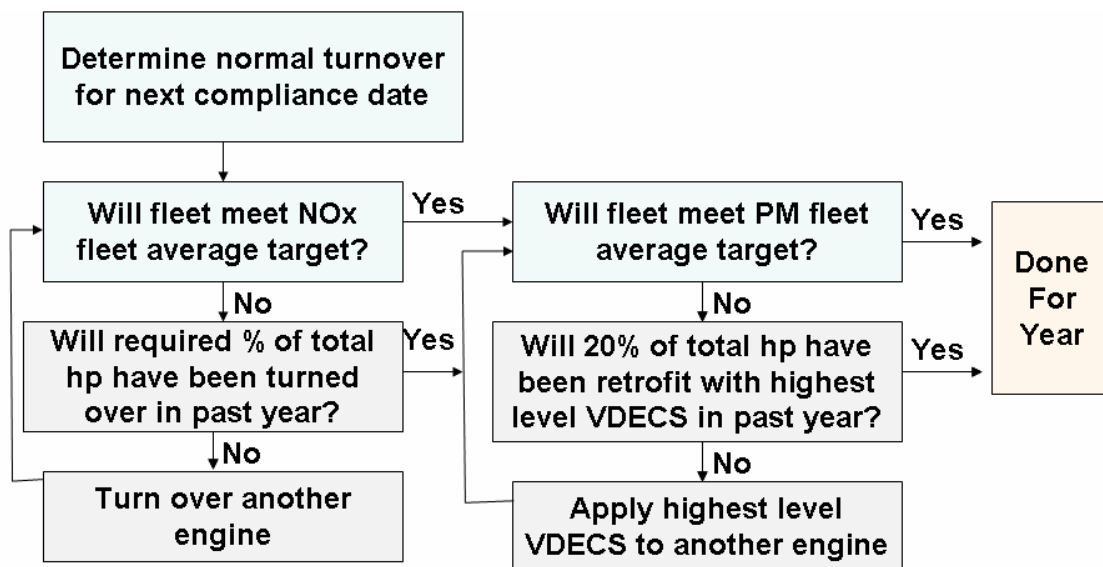 Determine normal turnover
for next compliance date
Will fleet meet NOx
fleet average target?
Yes
Will fleet meet PM fleet
average target?
Yes
Done
For
Year
No
No
Will required % of total
hp have been turned
over in past year?
Yes
Will 20% of total hp have
been retrofit with highest
level VDECS in past year?
Yes
No
No
Turn over another
engine
Apply highest level
VDECS to another engine